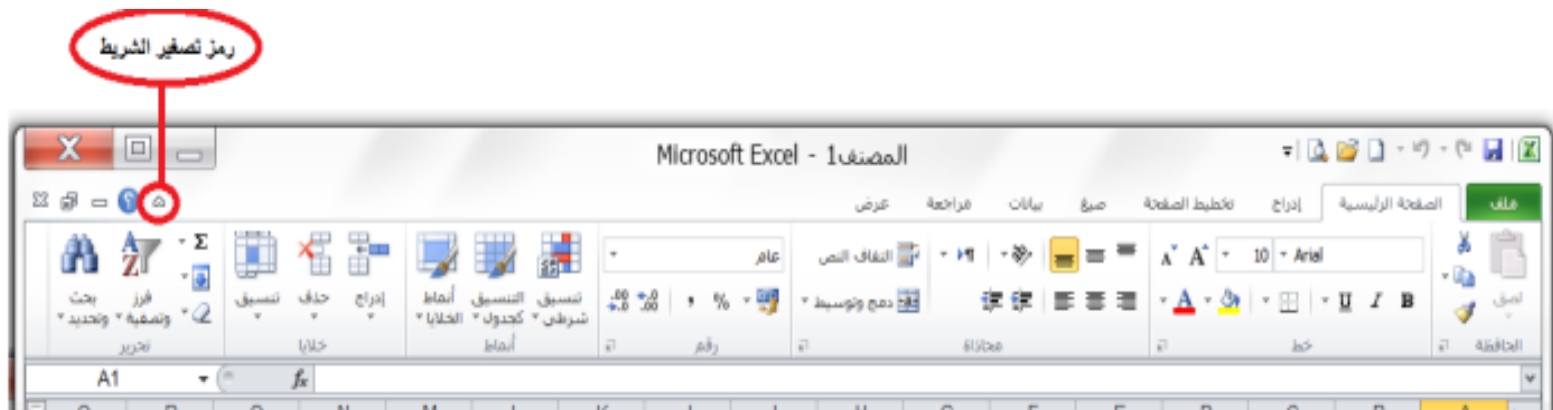 رمز تصغير الشريط
المصنف1 - Microsoft Excel
ملف الصفحة الرئيسية إدراج تخطيط الصفحة صيغ بيانات مراجعة عرض
Arial 10 التفاف النص عام
B I U دمج وتوسيط % Σ
لصق
تنسيق شرطي التنسيق كجدول أنماط الخلايا إدراج حذف تنسيق فرز وتصفية بحث وتحديد
الحافظة خط محاذاة رقم أنماط خلايا تحرير
A1 fx